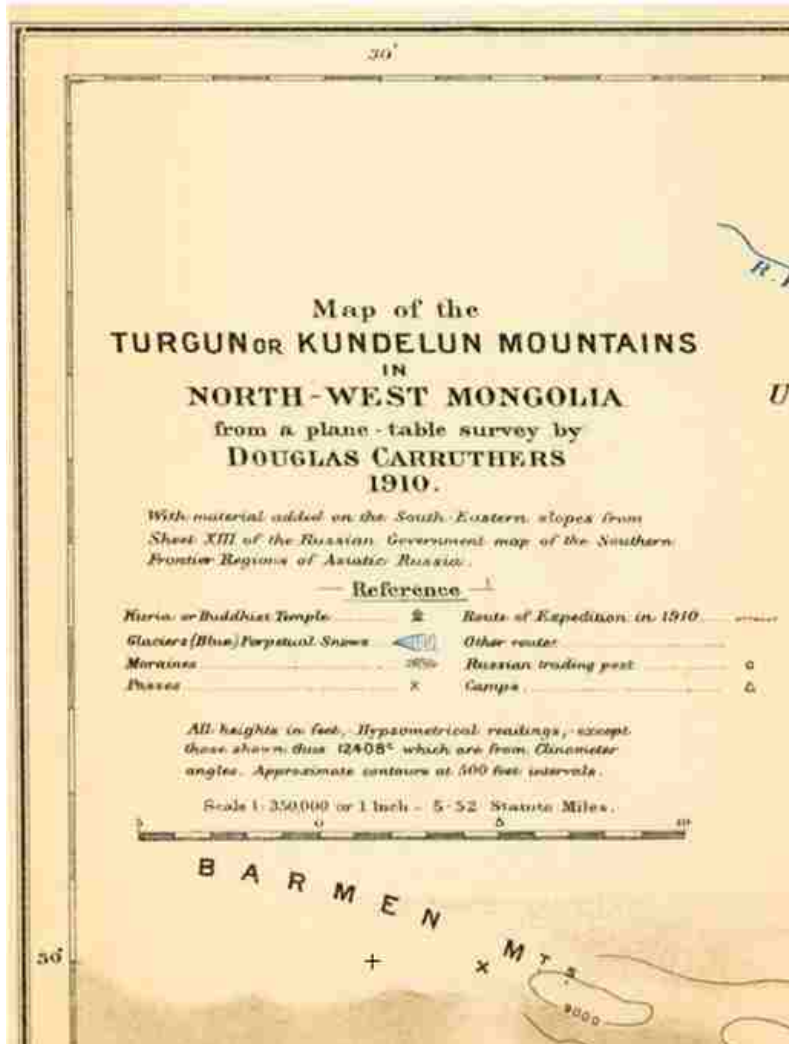 30'
R.
Map of the
TURGUN OR KUNDELUN MOUNTAINS
IN
NORTH-WEST MONGOLIA
from a plane-table survey by
DOUGLAS CARRUTHERS
1910.
U
With material added on the South-Eastern slopes from
Sheet XIII of the Russian Government map of the Southern
Frontier Regions of Asiatic Russia.
Reference
Kuria or Buddhist Temple
Glaciers (Blue) Perpetual Snows
Moraines
Passes
Route of Expedition in 1910
Other routes
Russian trading post
Camps
All heights in feet, Hypsometrical readings, except
those shown thus 12408ᶜ which are from Clinometer
angles. Approximate contours at 500 feet intervals.
Scale 1:350,000 or 1 Inch = 5·52 Statute Miles.
5 0 5 10
BARMEN MTS
30'
9000